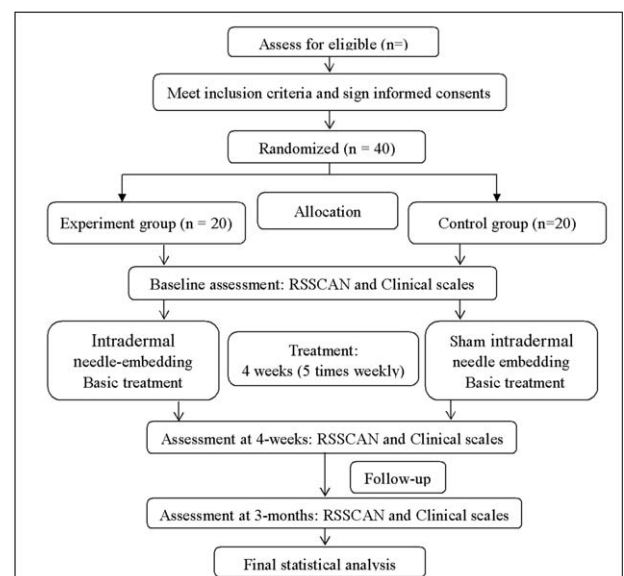 Assess for eligible (n=)
Meet inclusion criteria and sign informed consents
Randomized (n = 40)
Experiment group (n = 20)
Allocation
Control group (n=20)
Baseline assessment: RSSCAN and Clinical scales
Intradermal
needle-embedding
Basic treatment
Treatment:
4 weeks (5 times weekly)
Sham intradermal
needle embedding
Basic treatment
Assessment at 4-weeks: RSSCAN and Clinical scales
Follow-up
Assessment at 3-months: RSSCAN and Clinical scales
Final statistical analysis